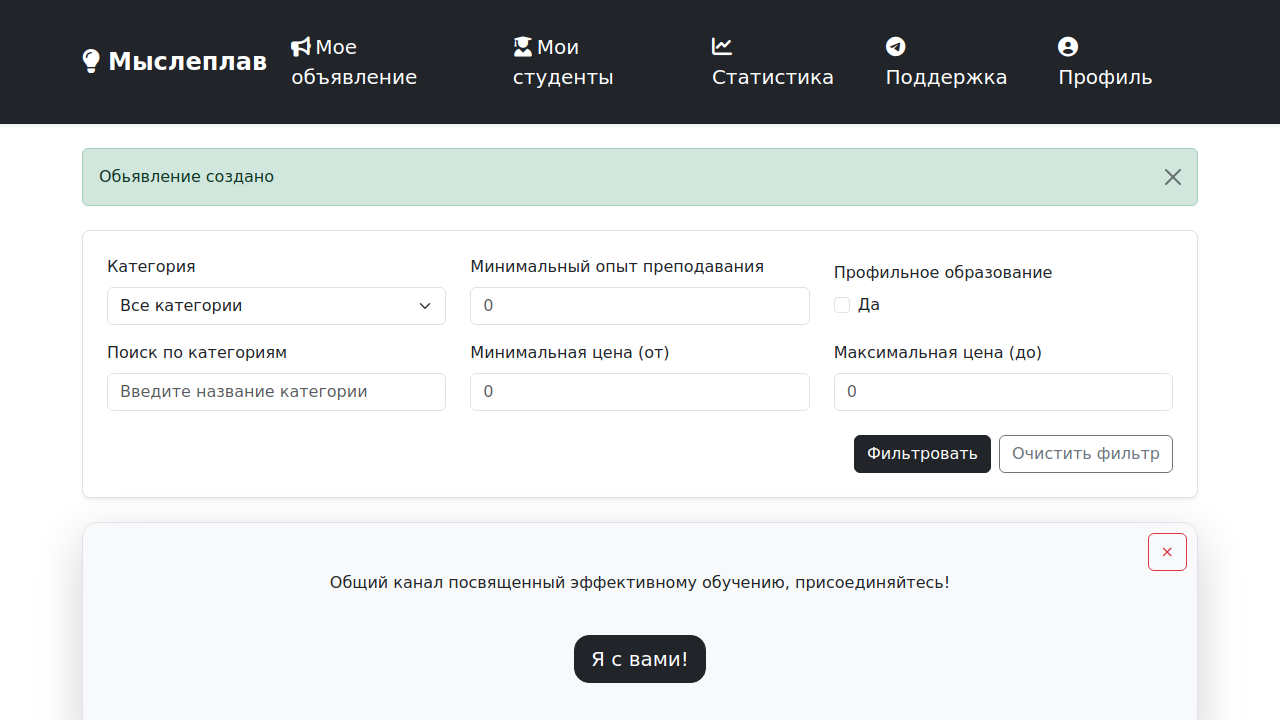 Мыслеплав
Мое
объявление
Мои
студенты
Статистика
Поддержка
Профиль
Обьявление создано
Категория
Все категории
Минимальный опыт преподавания
0
Профильное образование
Да
Поиск по категориям
Введите название категории
Минимальная цена (от)
0
Максимальная цена (до)
0
Фильтровать
Очистить фильтр
×
Общий канал посвященный эффективному обучению, присоединяйтесь!
Я с вами!